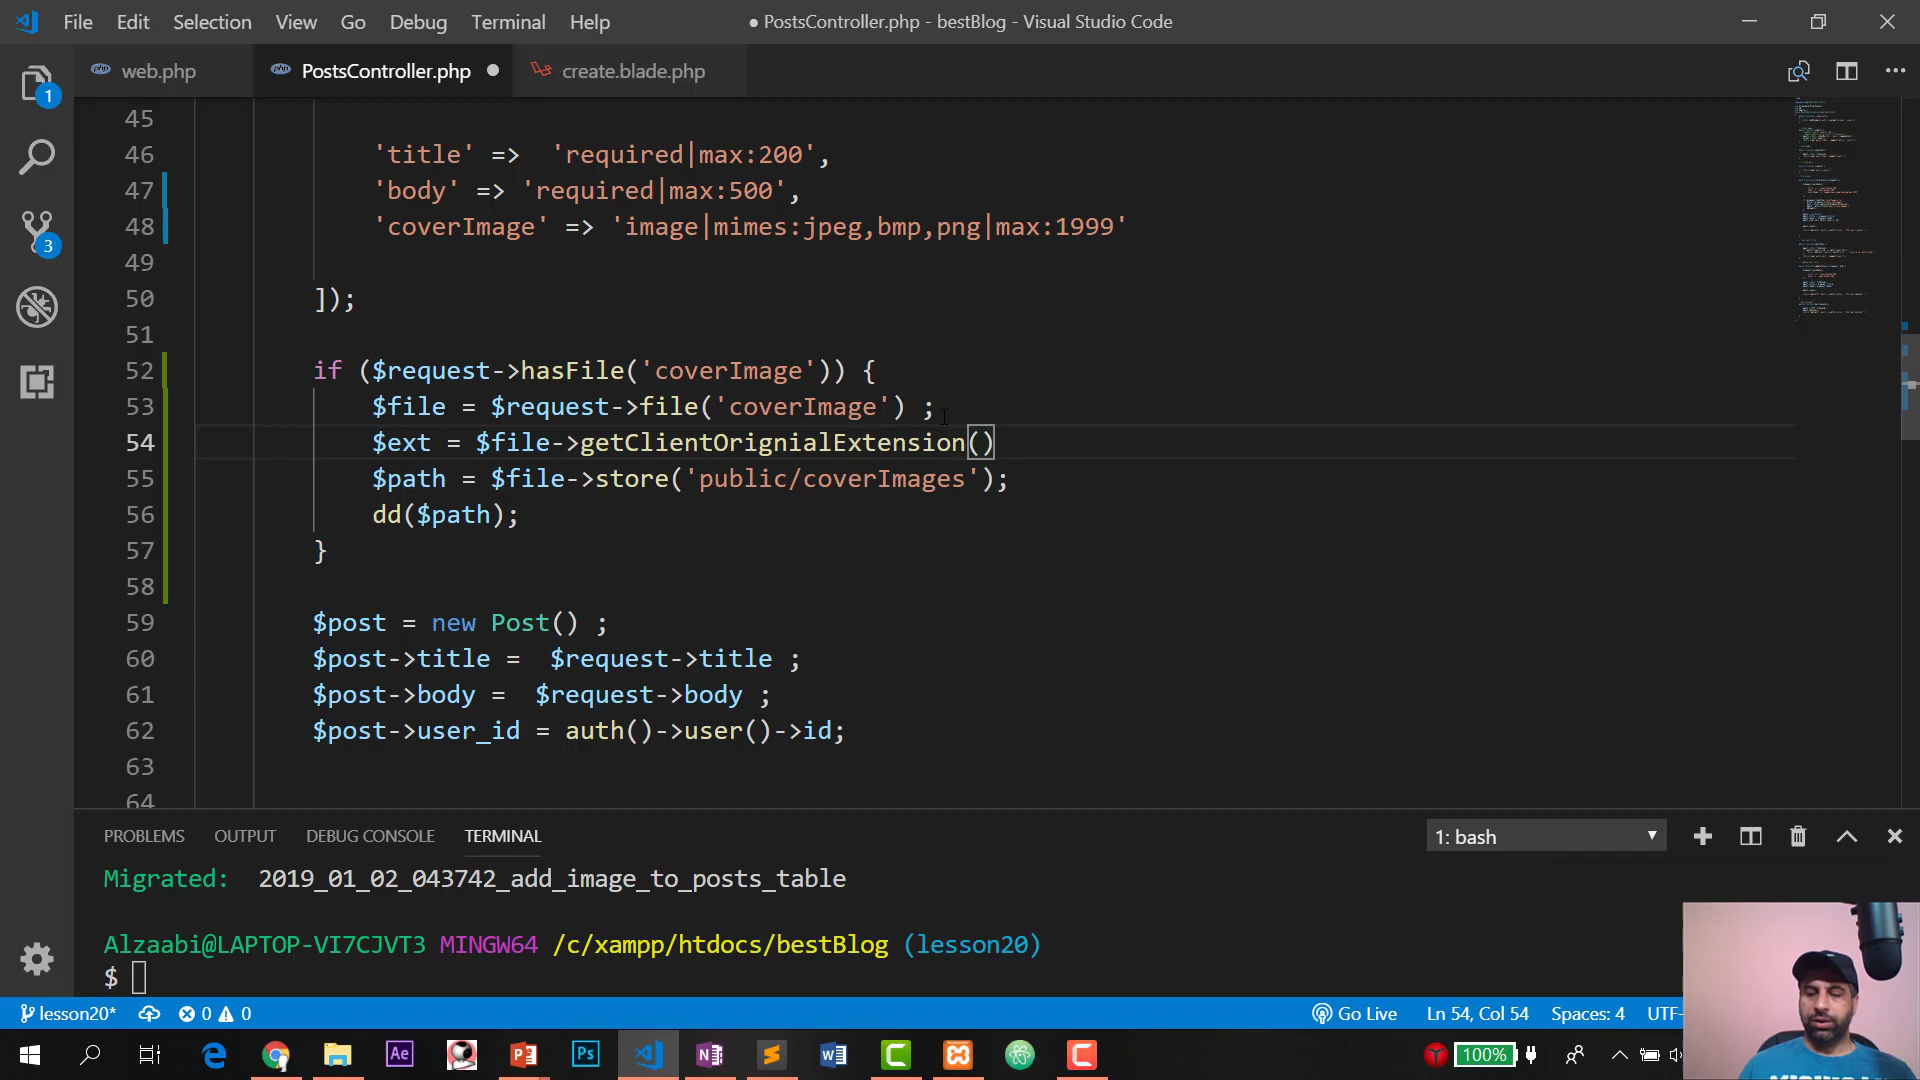 File Edit Selection View Go Debug Terminal Help
● PostsController.php - bestBlog - Visual Studio Code
web.php
PostsController.php
create.blade.php
45
46 'title' => 'required|max:200',
47 'body' => 'required|max:500',
48 'coverImage' => 'image|mimes:jpeg,bmp,png|max:1999'
49
50 ]);
51
52 if ($request->hasFile('coverImage')) {
53 $file = $request->file('coverImage') ;
54 $ext = $file->getClientOrignialExtension()
55 $path = $file->store('public/coverImages');
56 dd($path);
57 }
58
59 $post = new Post() ;
60 $post->title = $request->title ;
61 $post->body = $request->body ;
62 $post->user_id = auth()->user()->id;
63
64
1
3
PROBLEMS OUTPUT DEBUG CONSOLE TERMINAL
1: bash
Migrated: 2019_01_02_043742_add_image_to_posts_table
Alzaabi@LAPTOP-VI7CJVT3 MINGW64 /c/xampp/htdocs/bestBlog (lesson20)
$
lesson20* 0 0 Go Live Ln 54, Col 54 Spaces: 4 UTF-
Ae Ps 100%